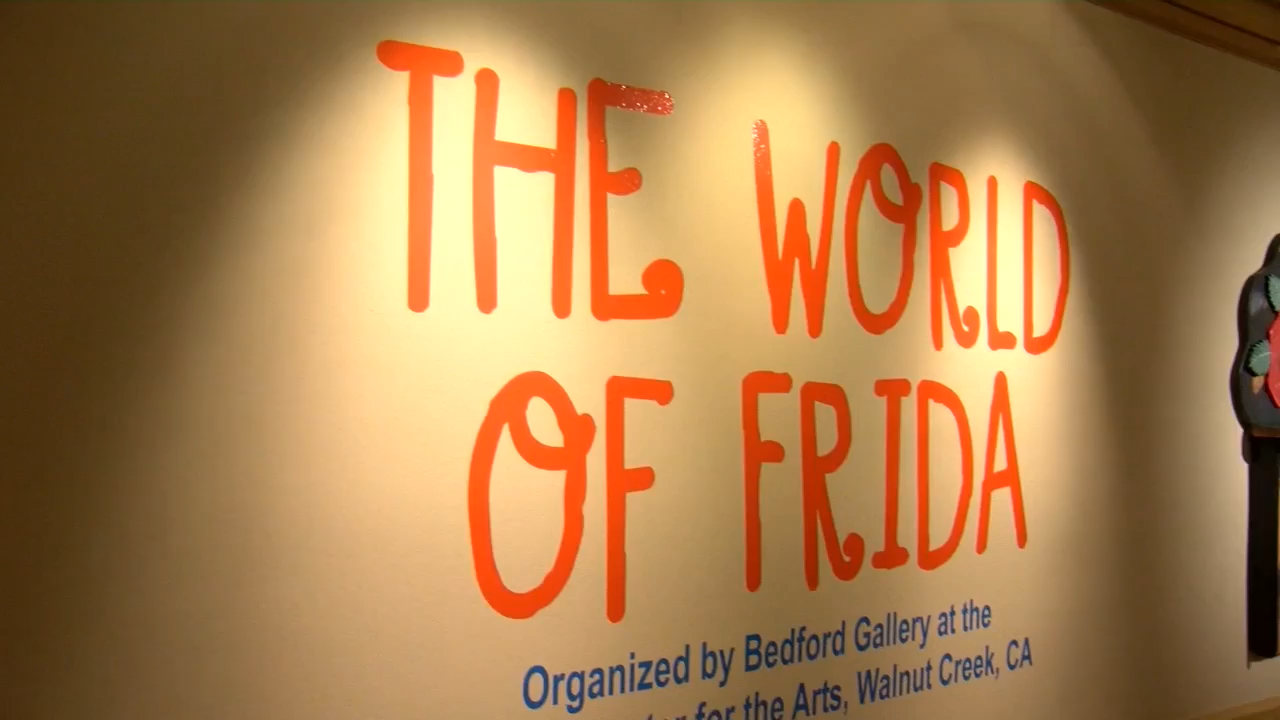 THE WORLD
OF FRIDA
Organized by Bedford Gallery at the
for the Arts, Walnut Creek, CA